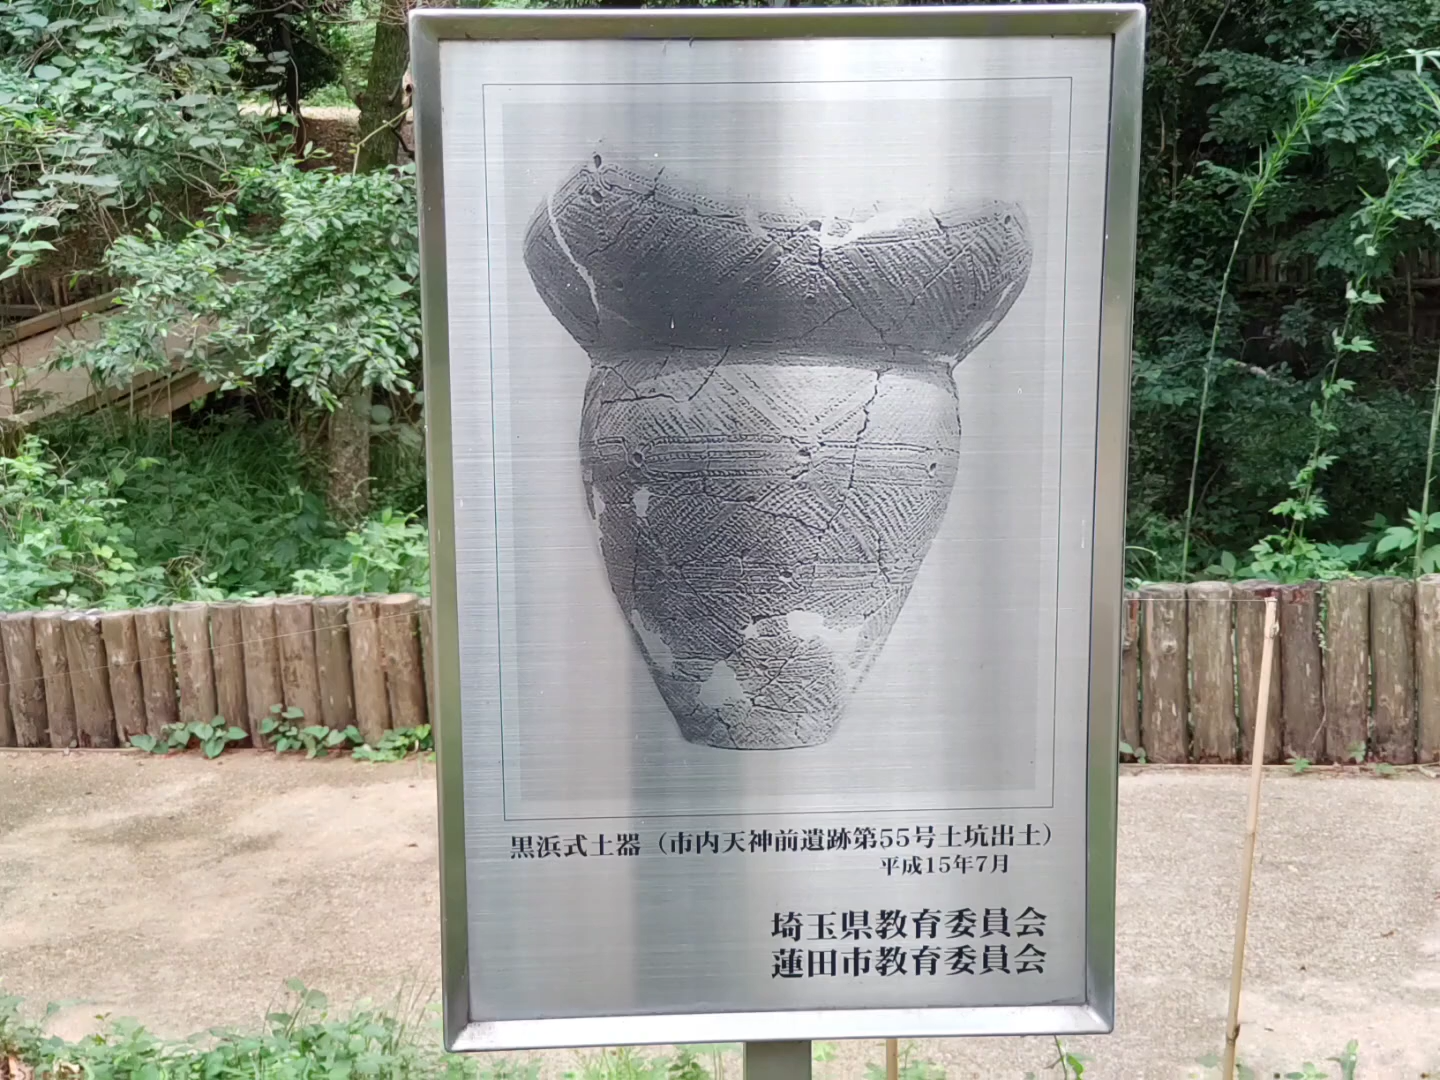 黒浜式土器（市内天神前遺跡第55号土坑出土）
平成15年7月
埼玉県教育委員会
蓮田市教育委員会